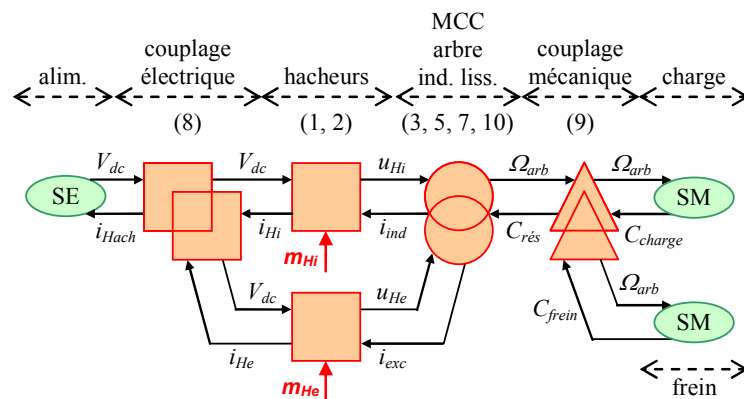 alim.
couplage
électrique
hacheurs
MCC
arbre
ind. liss.
couplage
mécanique
charge
(8)
(1, 2)
(3, 5, 7, 10)
(9)
SE
V_dc
i_Hach
V_dc
i_Hi
m_Hi
u_Hi
i_ind
Ω_arb
C_rés
Ω_arb
C_charge
SM
V_dc
i_He
m_He
u_He
i_exc
C_frein
Ω_arb
SM
frein